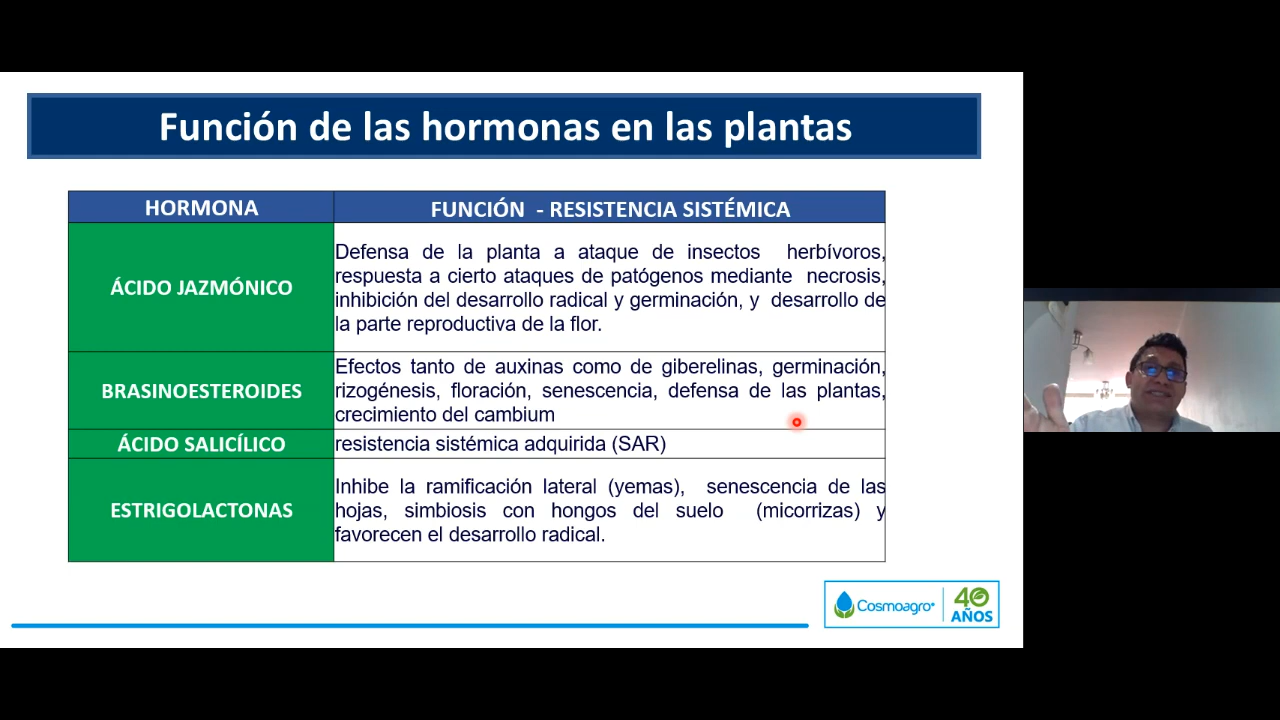 Función de las hormonas en las plantas
HORMONA
FUNCIÓN - RESISTENCIA SISTÉMICA
ÁCIDO JAZMÓNICO
Defensa de la planta a ataque de insectos herbívoros,
respuesta a cierto ataques de patógenos mediante necrosis,
inhibición del desarrollo radical y germinación, y desarrollo de
la parte reproductiva de la flor.
BRASINOESTEROIDES
Efectos tanto de auxinas como de giberelinas, germinación,
rizogénesis, floración, senescencia, defensa de las plantas,
crecimiento del cambium
ÁCIDO SALICÍLICO
resistencia sistémica adquirida (SAR)
ESTRIGOLACTONAS
Inhibe la ramificación lateral (yemas), senescencia de las
hojas, simbiosis con hongos del suelo (micorrizas) y
favorecen el desarrollo radical.
Cosmoagro
40
AÑOS